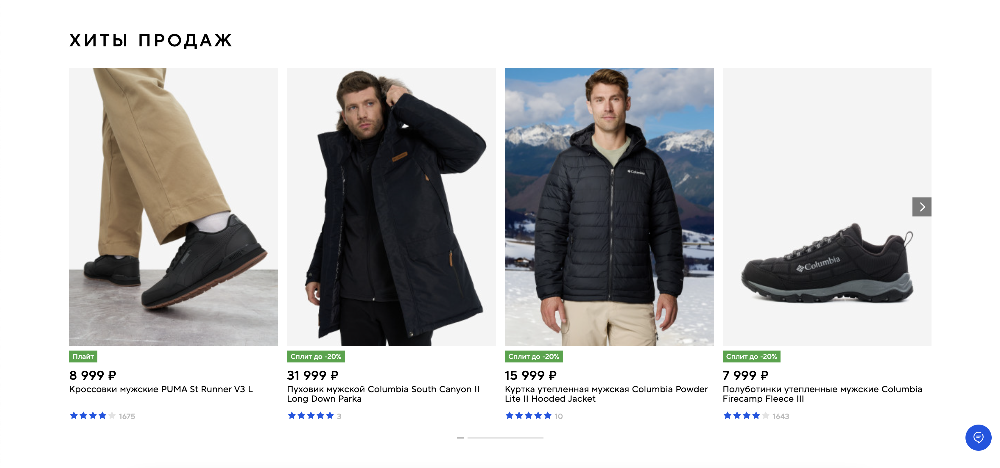 ХИТЫ ПРОДАЖ
Columbia
Columbia
Плайт
8 999 ₽
Кроссовки мужские PUMA St Runner V3 L
1675
Сплит до -20%
31 999 ₽
Пуховик мужской Columbia South Canyon II
Long Down Parka
3
Сплит до -20%
15 999 ₽
Куртка утепленная мужская Columbia Powder
Lite II Hooded Jacket
10
Сплит до -20%
7 999 ₽
Полуботинки утепленные мужские Columbia
Firecamp Fleece III
1643